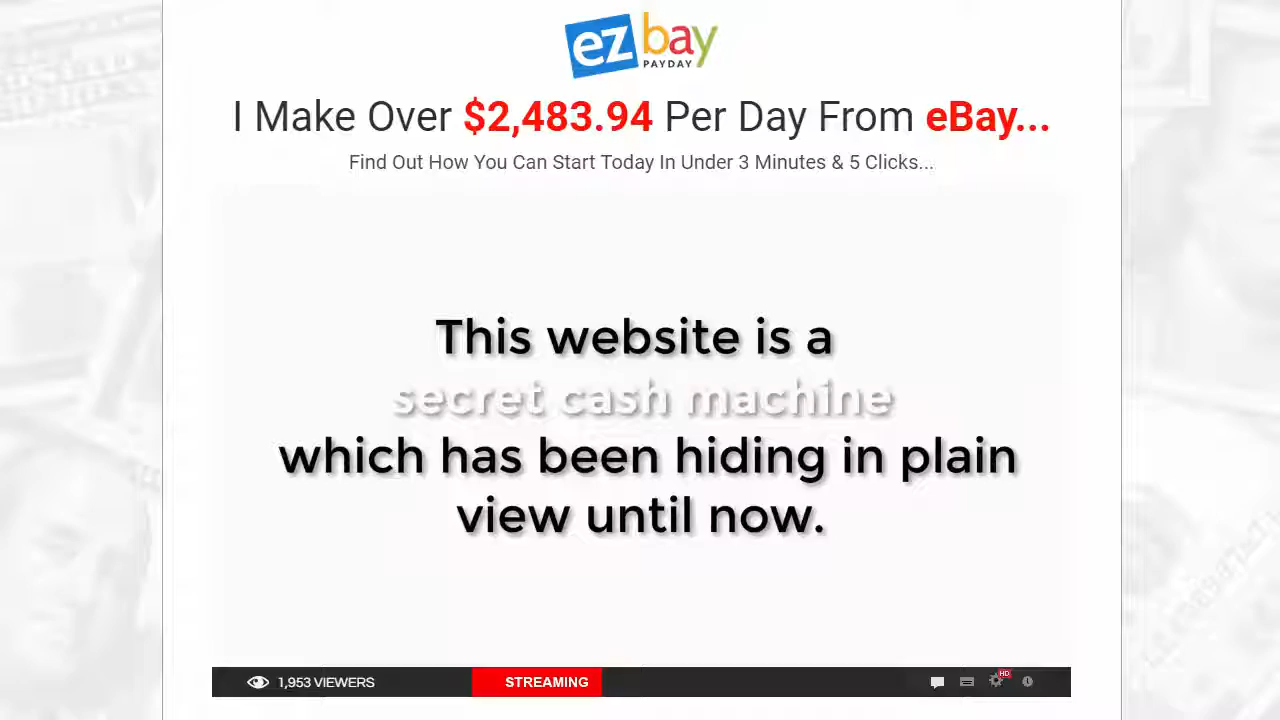 ezbay
PAYDAY
I Make Over $2,483.94 Per Day From eBay...
Find Out How You Can Start Today In Under 3 Minutes & 5 Clicks...
This website is a
secret cash machine
which has been hiding in plain
view until now.
1,953 VIEWERS STREAMING HD